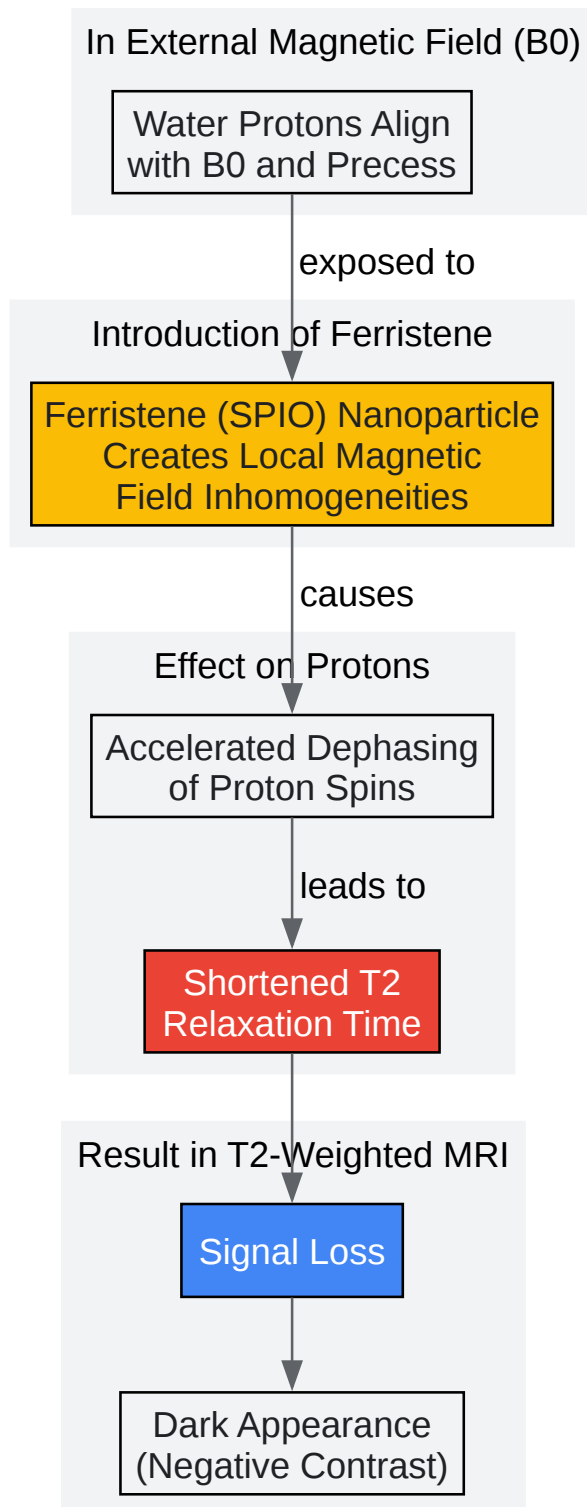 In External Magnetic Field (B0)
Water Protons Align
with B0 and Precess
exposed to
Introduction of Ferristene
Ferristene (SPIO) Nanoparticle
Creates Local Magnetic
Field Inhomogeneities
causes
Effect on Protons
Accelerated Dephasing
of Proton Spins
leads to
Shortened T2
Relaxation Time
Result in T2-Weighted MRI
Signal Loss
Dark Appearance
(Negative Contrast)